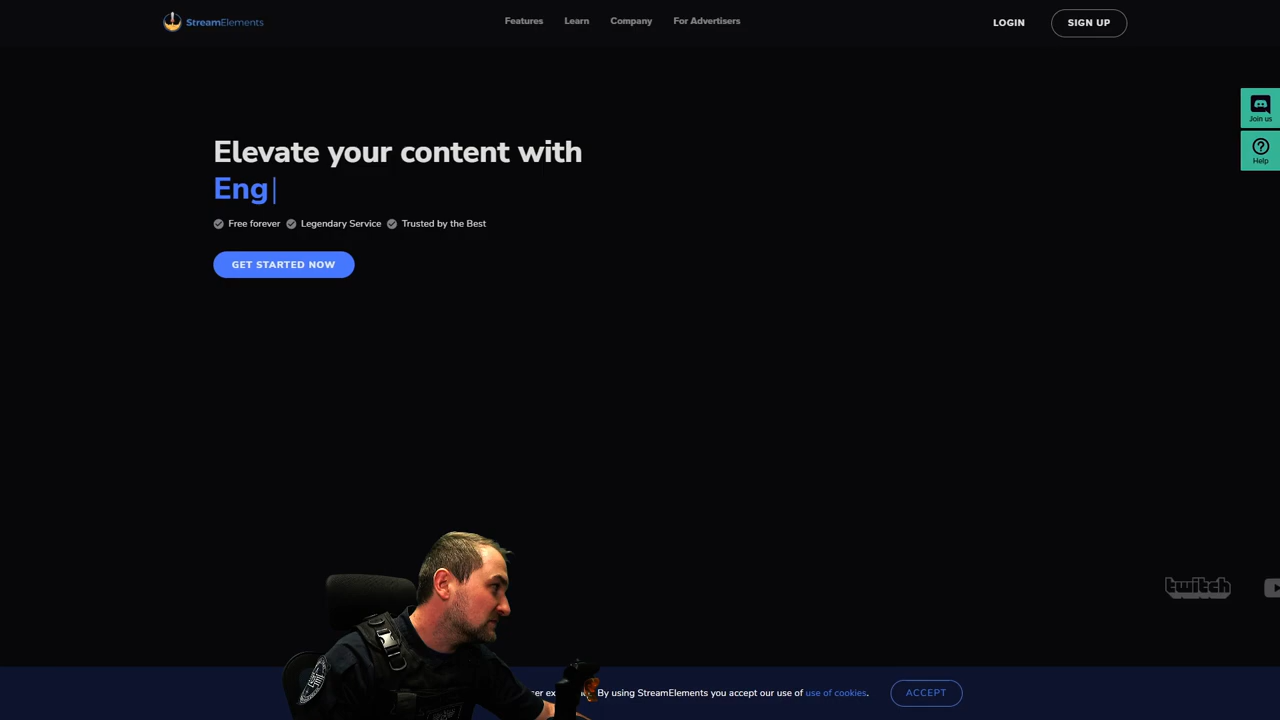 StreamElements
Features
Learn
Company
For Advertisers
LOGIN
SIGN UP
Join us
Help
Elevate your content with
Eng
Free forever
Legendary Service
Trusted by the Best
GET STARTED NOW
twitch
By using StreamElements you accept our use of use of cookies.
ACCEPT